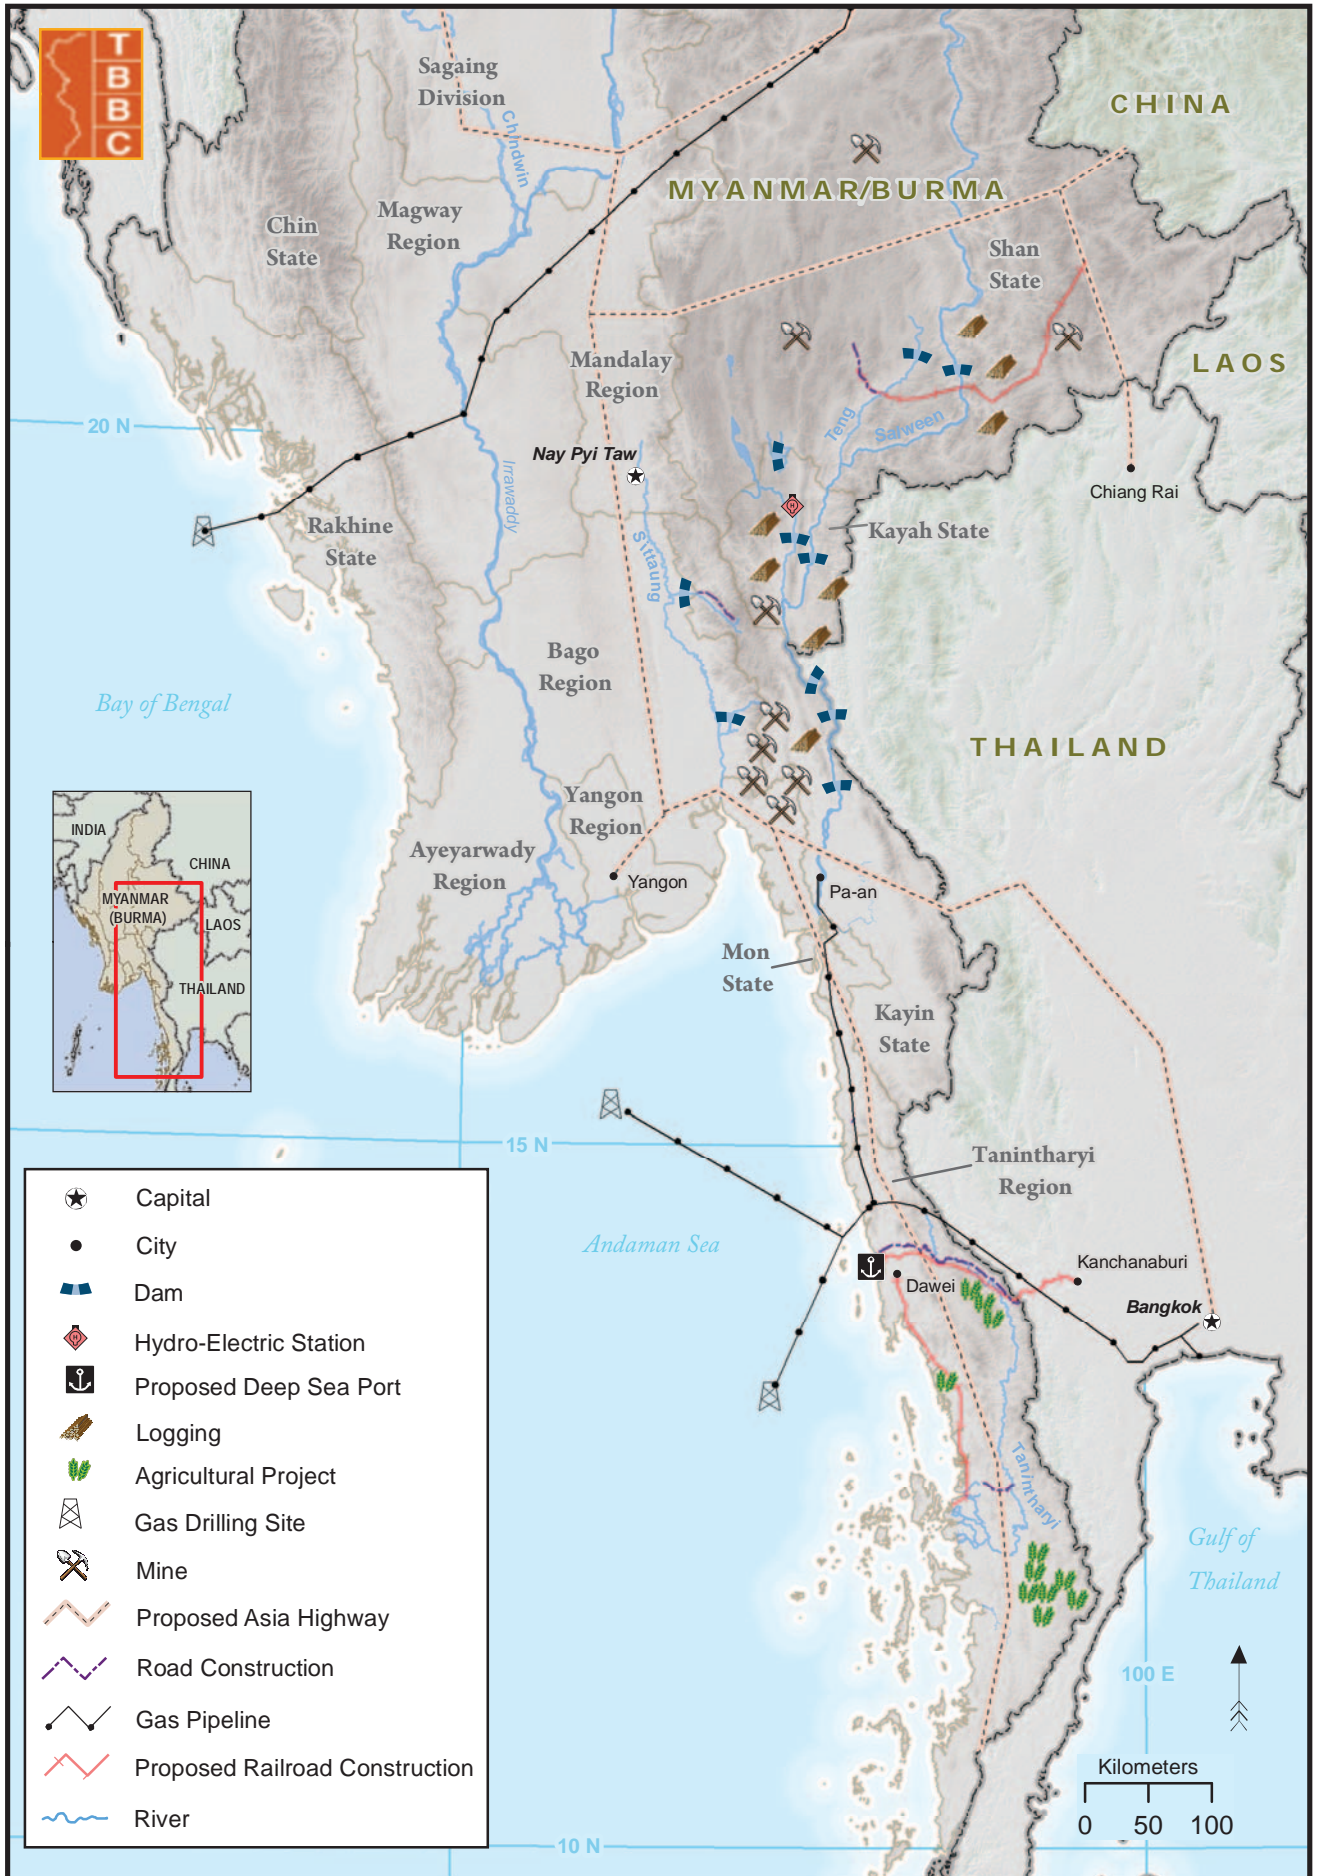 T
B
B
C
Sagaing
Division
Chindwin
CHINA
MYANMAR/BURMA
Magway
Region
Chin
State
Shan
State
LAOS
Mandalay
Region
20 N
Teng
Salween
Nay Pyi Taw
Chiang Rai
Irrawaddy
Rakhine
State
Kayah State
Sittaung
Bago
Region
Bay of Bengal
THAILAND
Yangon
Region
Ayeyarwady
Region
Yangon
Pa-an
INDIA
CHINA
MYANMAR
(BURMA)
LAOS
THAILAND
Mon
State
Kayin
State
15 N
Tanintharyi
Region
Andaman Sea
Dawei
Kanchanaburi
Bangkok
Tanintharyi
Gulf of
Thailand
100 E
10 N
Capital
City
Dam
H
Hydro-Electric Station
Proposed Deep Sea Port
Logging
Agricultural Project
Gas Drilling Site
Mine
Proposed Asia Highway
Road Construction
Gas Pipeline
Proposed Railroad Construction
River
Kilometers
0 50 100